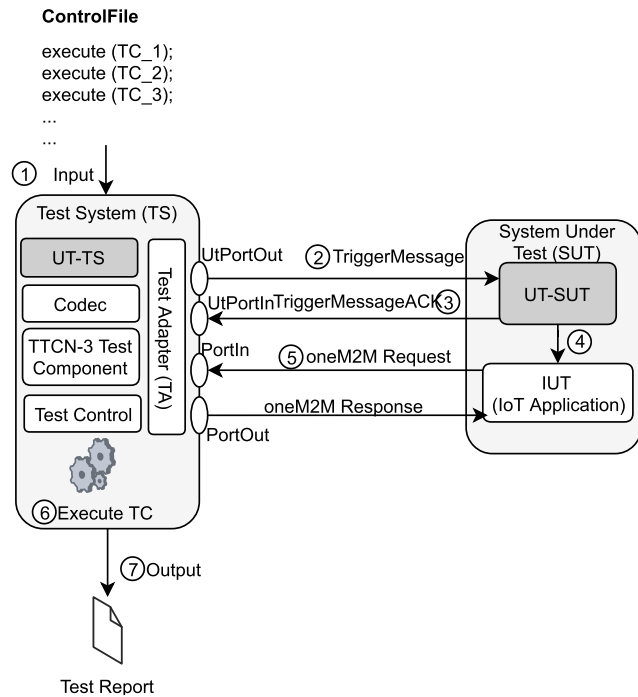 ControlFile
execute (TC_1);
execute (TC_2);
execute (TC_3);
...
...
1 Input
Test System (TS)
UT-TS
Codec
TTCN-3 Test
Component
Test Control
Test Adapter (TA)
6 Execute TC
UtPortOut
2 TriggerMessage
UtPortIn
TriggerMessageACK 3
PortIn
5 oneM2M Request
oneM2M Response
PortOut
System Under
Test (SUT)
UT-SUT
4
IUT
(IoT Application)
7 Output
Test Report